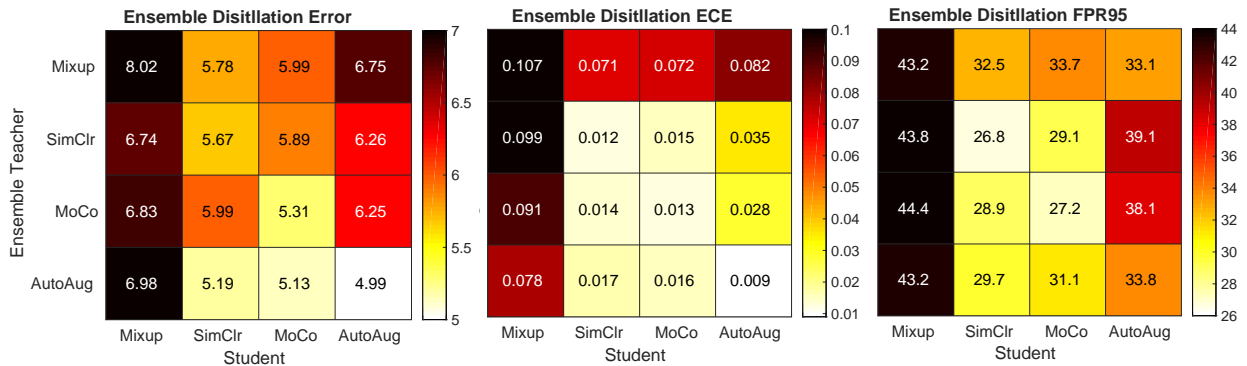 Ensemble Disitllation Error
Ensemble Disitllation ECE
Ensemble Disitllation FPR95
Ensemble Teacher
Mixup 8.02 5.78 5.99 6.75
SimClr 6.74 5.67 5.89 6.26
MoCo 6.83 5.99 5.31 6.25
AutoAug 6.98 5.19 5.13 4.99
Mixup SimClr MoCo AutoAug
Student
7
6.5
6
5.5
5
0.107 0.071 0.072 0.082
0.099 0.012 0.015 0.035
0.091 0.014 0.013 0.028
0.078 0.017 0.016 0.009
Mixup SimClr MoCo AutoAug
Student
0.1
0.09
0.08
0.07
0.06
0.05
0.04
0.03
0.02
0.01
43.2 32.5 33.7 33.1
43.8 26.8 29.1 39.1
44.4 28.9 27.2 38.1
43.2 29.7 31.1 33.8
Mixup SimClr MoCo AutoAug
Student
44
42
40
38
36
34
32
30
28
26